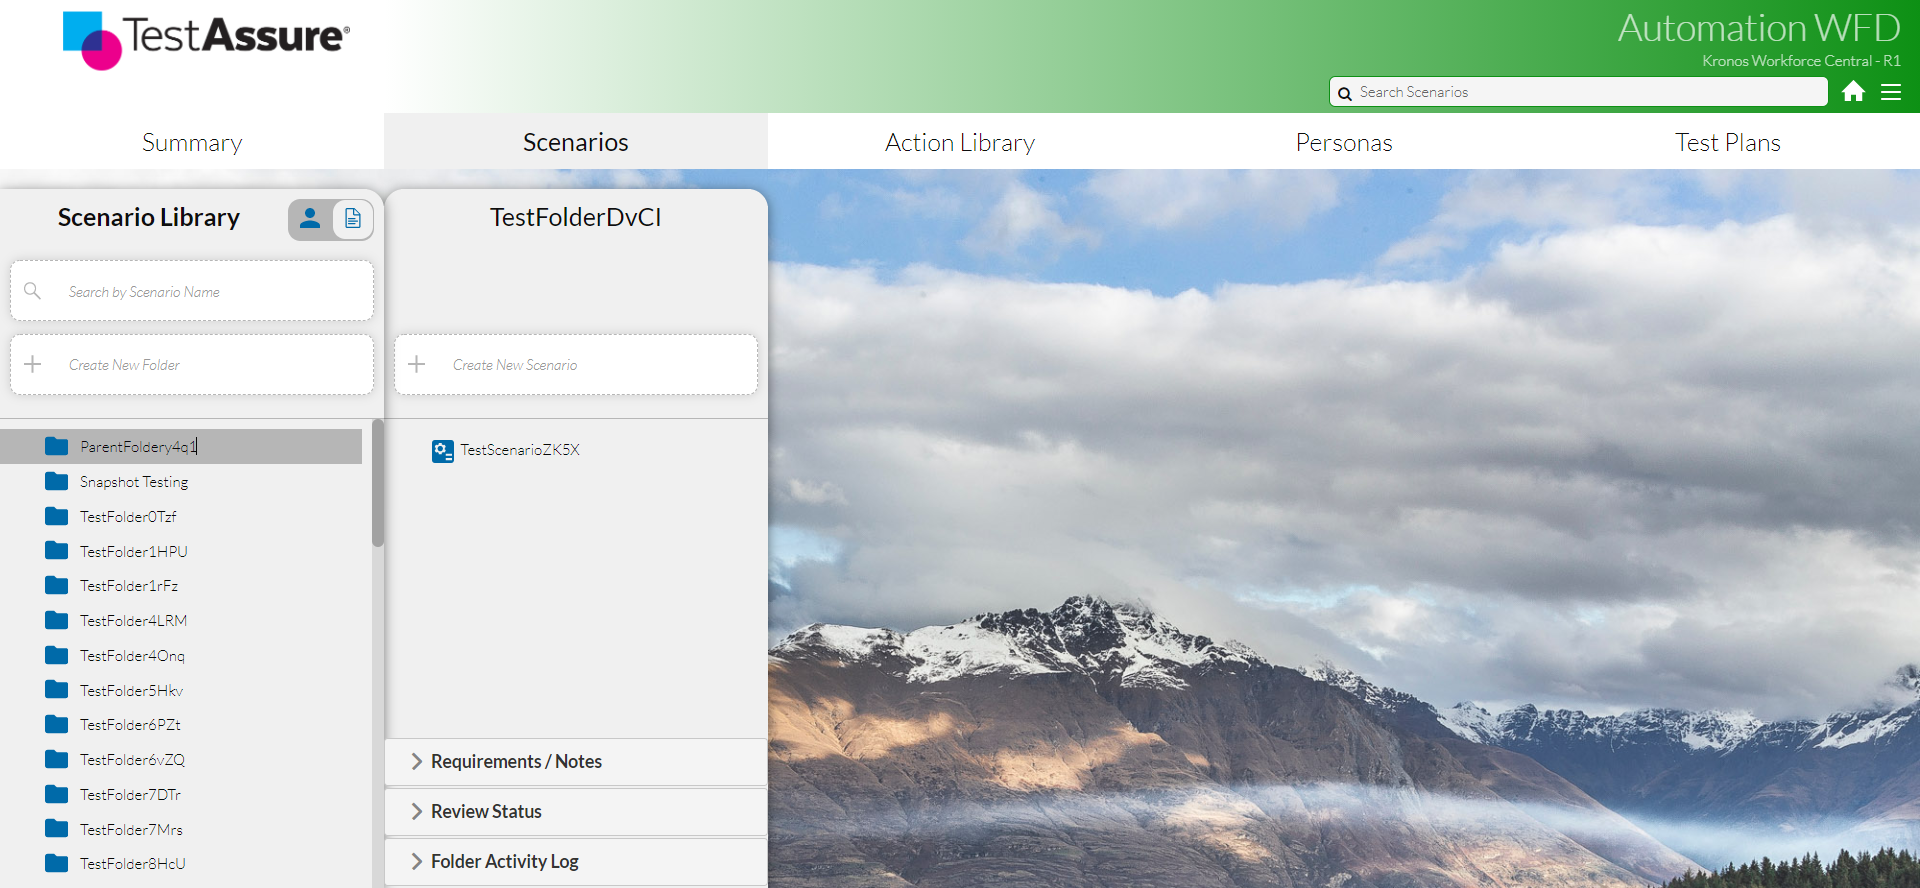 TestAssure®
Automation WFD
Kronos Workforce Central - R1
Search Scenarios
Summary
Scenarios
Action Library
Personas
Test Plans
Scenario Library
Search by Scenario Name
Create New Folder
ParentFoldery4q1
Snapshot Testing
TestFolder0Tzf
TestFolder1HPU
TestFolder1rFz
TestFolder4LRM
TestFolder4Onq
TestFolder5Hkv
TestFolder6PZt
TestFolder6vZQ
TestFolder7DTr
TestFolder7Mrs
TestFolder8HcU
TestFolderDvCI
Create New Scenario
TestScenarioZK5X
Requirements / Notes
Review Status
Folder Activity Log